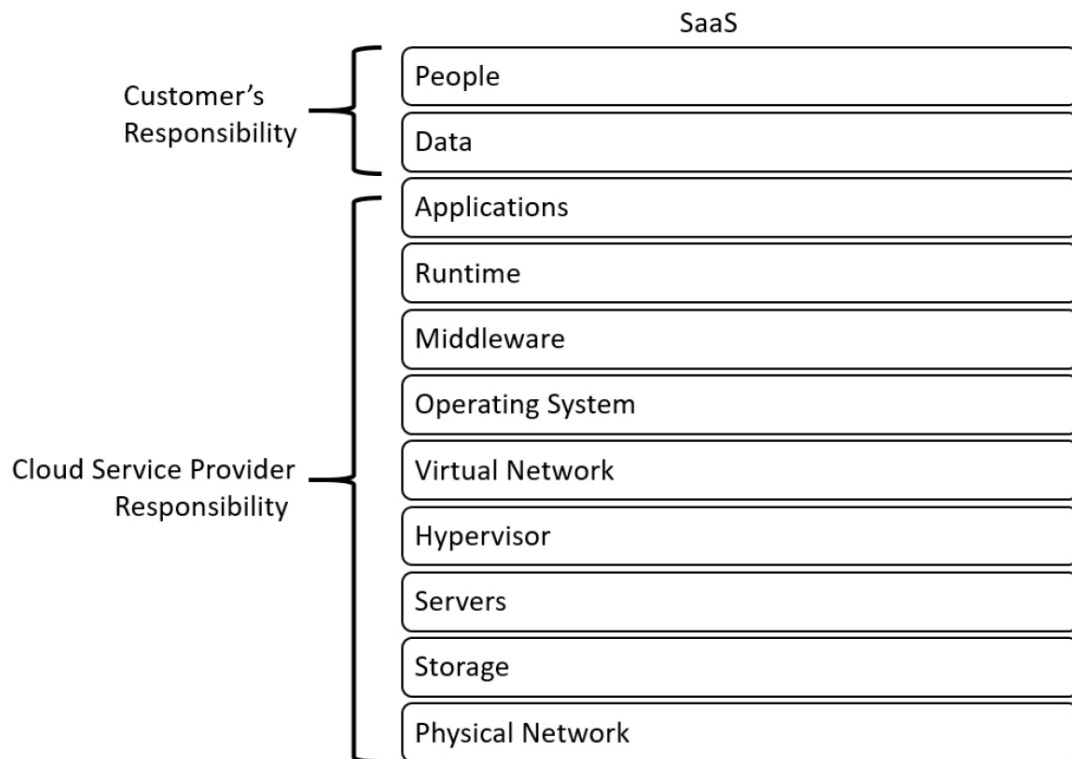 SaaS
Customer’s
Responsibility
People
Data
Cloud Service Provider
Responsibility
Applications
Runtime
Middleware
Operating System
Virtual Network
Hypervisor
Servers
Storage
Physical Network